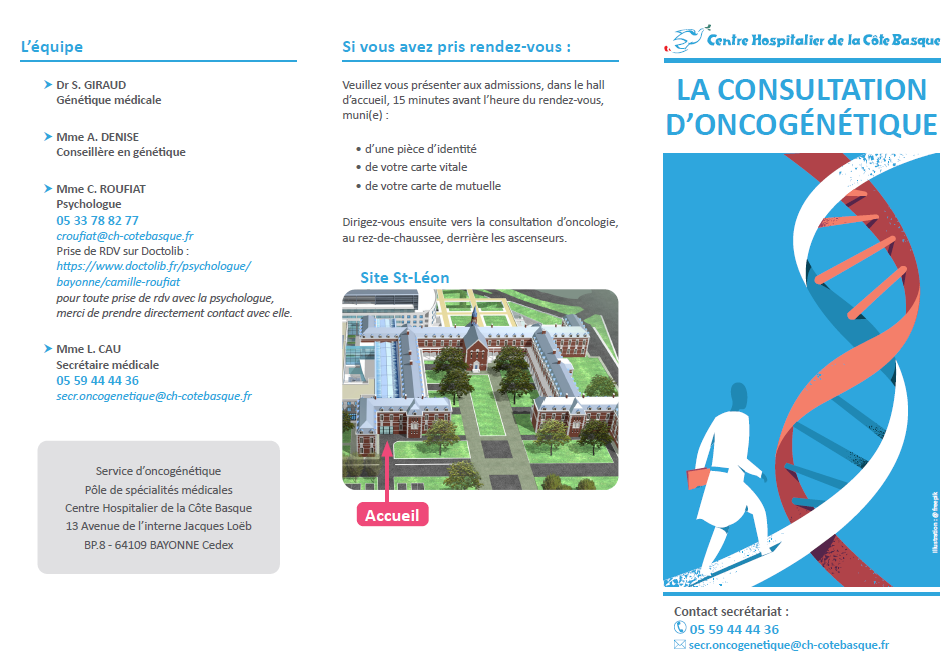 L'équipe
Dr S. GIRAUD
Génétique médicale
Mme A. DENISE
Conseillère en génétique
Mme C. ROUFIAT
Psychologue
05 33 78 82 77
croufiat@ch-cotebasque.fr
Prise de RDV sur Doctolib :
https://www.doctolib.fr/psychologue/
bayonne/camille-roufiat
pour toute prise de rdv avec la psychologue,
merci de prendre directement contact avec elle.
Mme L. CAU
Secrétaire médicale
05 59 44 44 36
secr.oncogenetique@ch-cotebasque.fr
Service d'oncogénétique
Pôle de spécialités médicales
Centre Hospitalier de la Côte Basque
13 Avenue de l'interne Jacques Loëb
BP.8 - 64109 BAYONNE Cedex
Si vous avez pris rendez-vous :
Veuillez vous présenter aux admissions, dans le hall
d'accueil, 15 minutes avant l'heure du rendez-vous,
muni(e) :
• d'une pièce d'identité
• de votre carte vitale
• de votre carte de mutuelle
Dirigez-vous ensuite vers la consultation d'oncologie,
au rez-de-chaussee, derrière les ascenseurs.
Site St-Léon
Accueil
Centre Hospitalier de la Côte Basque
LA CONSULTATION
D'ONCOGÉNÉTIQUE
Illustration : @freepik
Contact secrétariat :
05 59 44 44 36
secr.oncogenetique@ch-cotebasque.fr